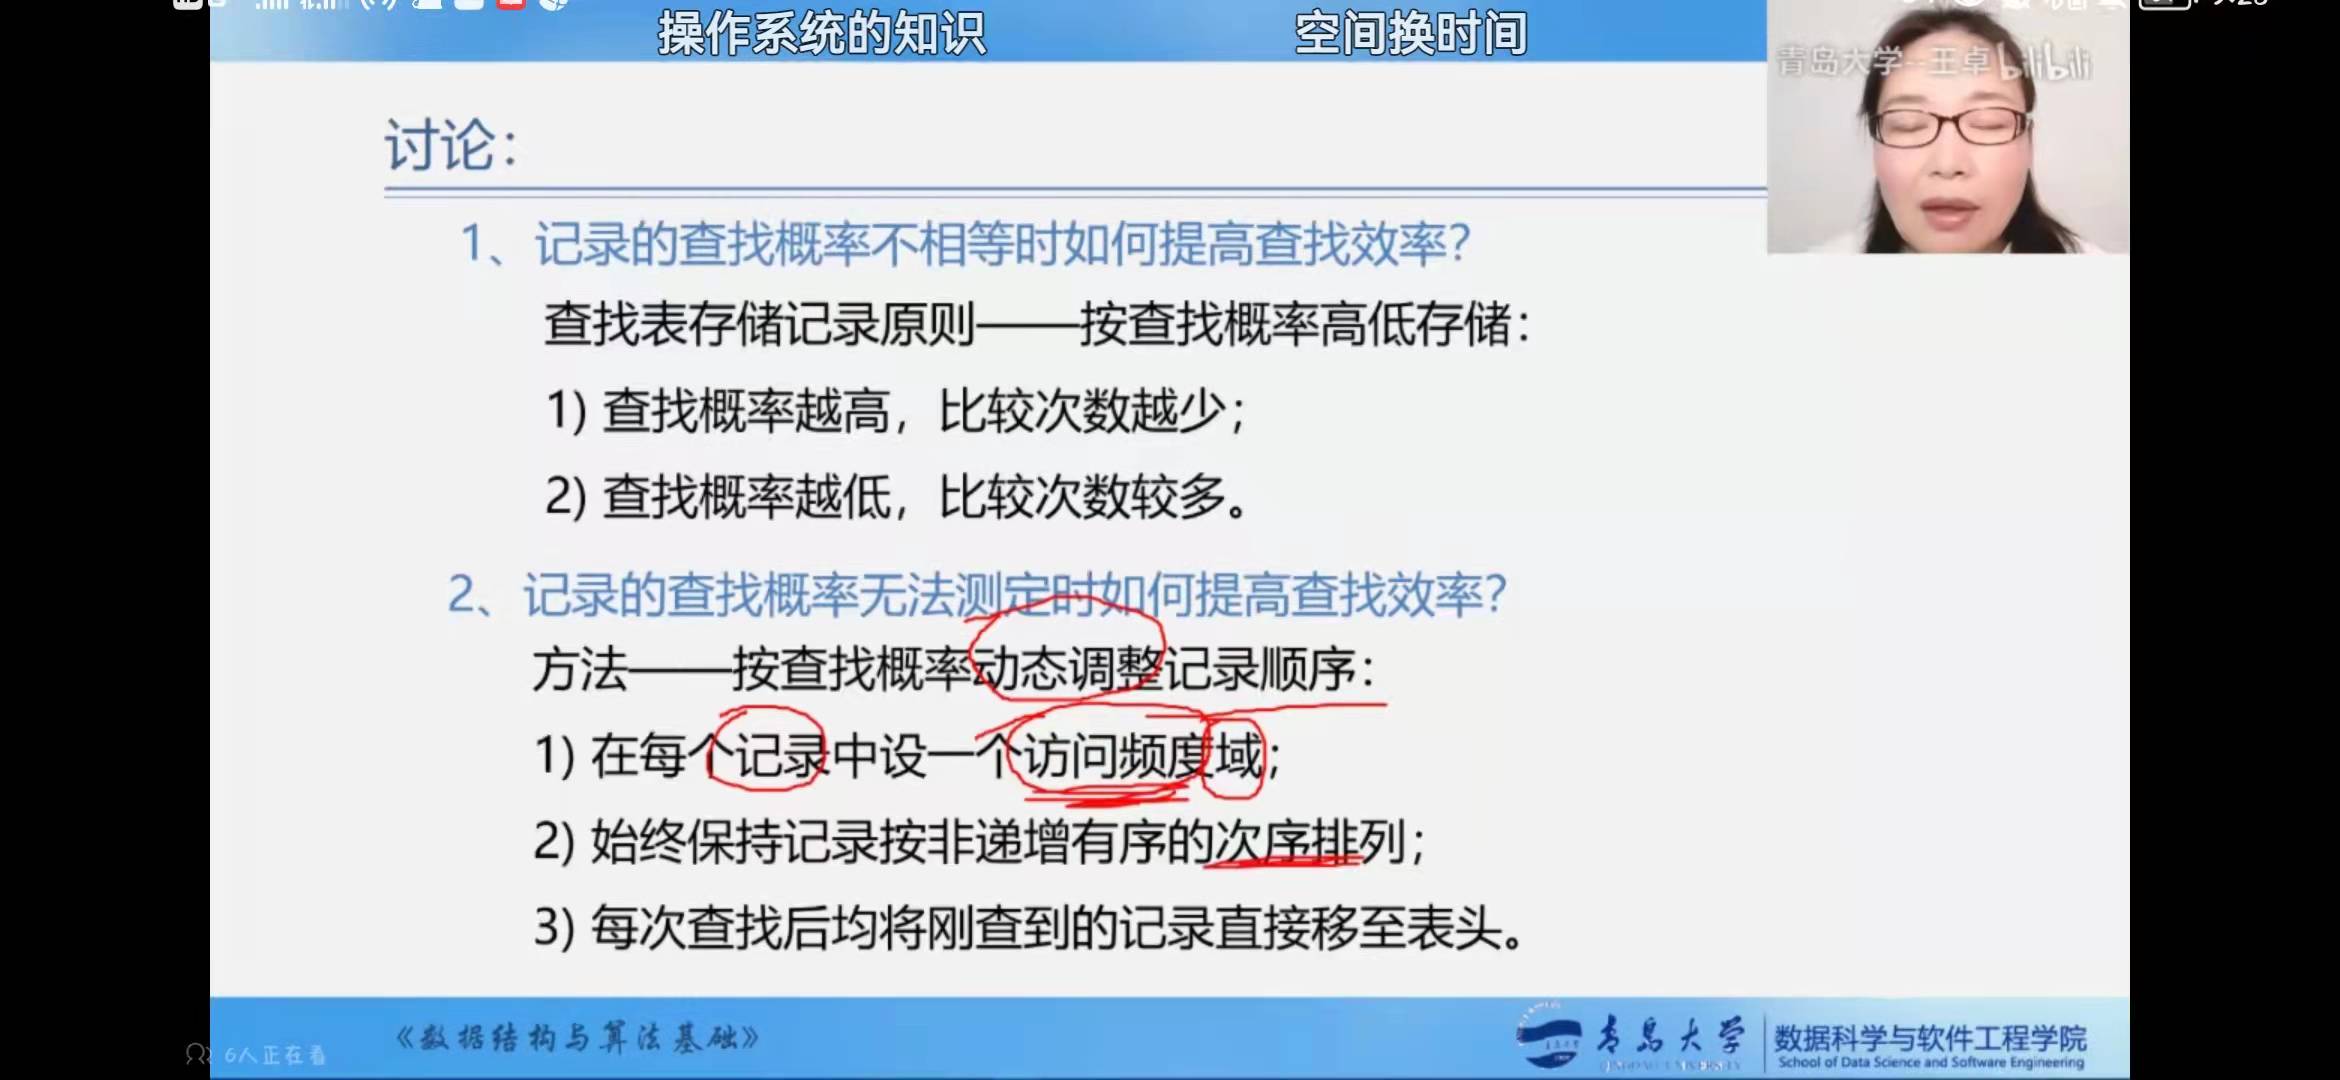 操作系统的知识
空间换时间
青岛大学--王卓 bilibili
讨论：
1、记录的查找概率不相等时如何提高查找效率？
查找表存储记录原则——按查找概率高低存储：
1) 查找概率越高，比较次数越少；
2) 查找概率越低，比较次数较多。
2、记录的查找概率无法测定时如何提高查找效率？
方法——按查找概率动态调整记录顺序：
1) 在每个记录中设一个访问频度域；
2) 始终保持记录按非递增有序的次序排列；
3) 每次查找后均将刚查到的记录直接移至表头。
6人正在看
《数据结构与算法基础》
青岛大学
数据科学与软件工程学院
School of Data Science and Software Engineering